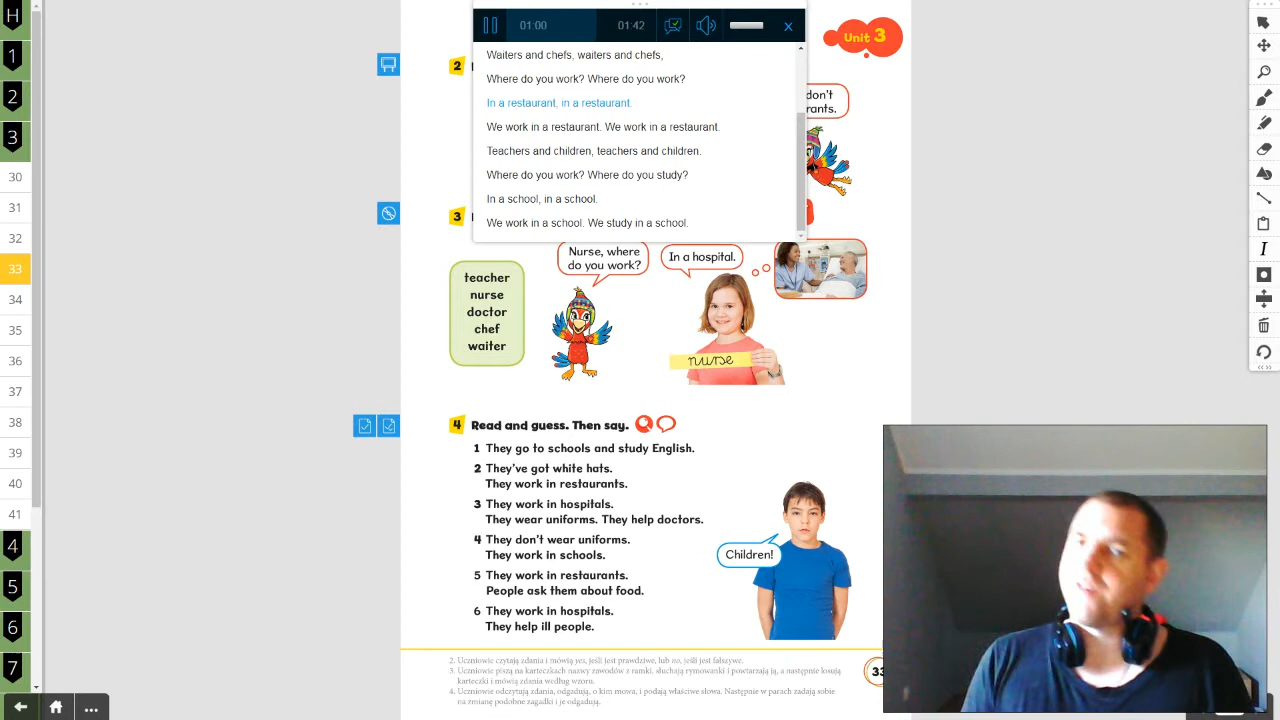 01:00
01:42
Waiters and chefs, waiters and chefs,
Where do you work? Where do you work?
In a restaurant, in a restaurant.
We work in a restaurant. We work in a restaurant.
Teachers and children, teachers and children.
Where do you work? Where do you study?
In a school, in a school.
We work in a school. We study in a school.
Unit 3
2
don't
rants.
3
Nurse, where
do you work?
In a hospital.
teacher
nurse
doctor
chef
waiter
nurse
4 Read and guess. Then say.
1 They go to schools and study English.
2 They've got white hats.
They work in restaurants.
3 They work in hospitals.
They wear uniforms. They help doctors.
4 They don't wear uniforms.
They work in schools.
5 They work in restaurants.
People ask them about food.
6 They work in hospitals.
They help ill people.
Children!
2. Uczniowie czytają zdania i mówią yes, jeśli jest prawdziwe, lub no, jeśli jest fałszywe.
3. Uczniowie piszą na karteczkach nazwy zawodów z ramki, słuchają rymowanki i powtarzają ją, a następnie losują
karteczki i mówią zdania według wzoru.
4. Uczniowie odczytują zdania, odgadują, o kim mowa, i podają właściwe słowa. Następnie w parach zadają sobie
na zmianę podobne zagadki i je odgadują.
33
H
1
2
3
30
31
32
33
34
35
36
37
38
39
40
41
4
5
6
7
...
I